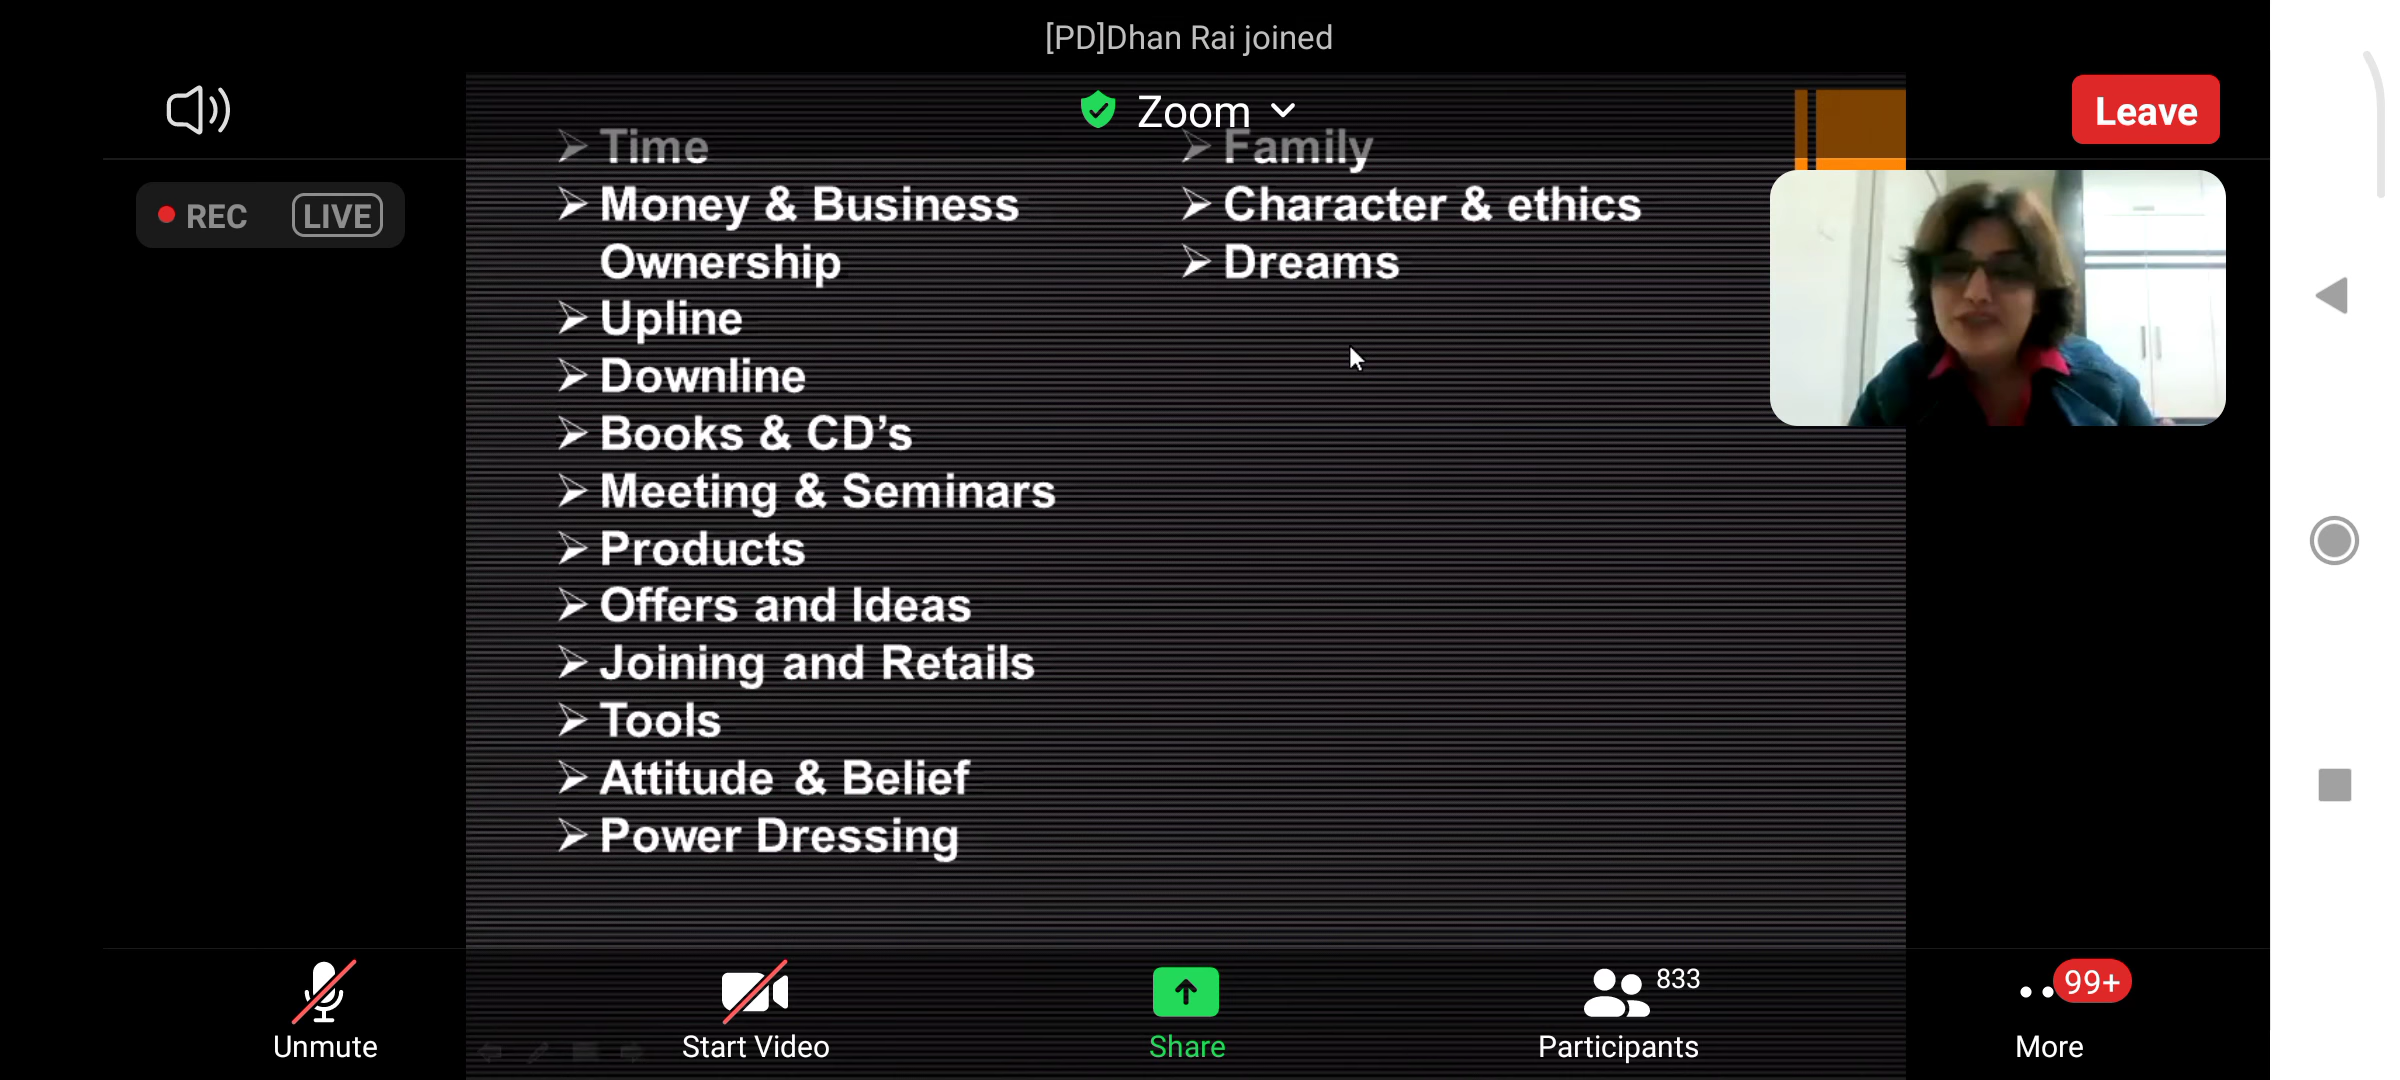 [PD]Dhan Rai joined
Zoom
Leave
REC LIVE
➢ Time
➢ Money & Business
Ownership
➢ Upline
➢ Downline
➢ Books & CD’s
➢ Meeting & Seminars
➢ Products
➢ Offers and Ideas
➢ Joining and Retails
➢ Tools
➢ Attitude & Belief
➢ Power Dressing
➢ Family
➢ Character & ethics
➢ Dreams
Unmute
Start Video
Share
833
Participants
99+
More